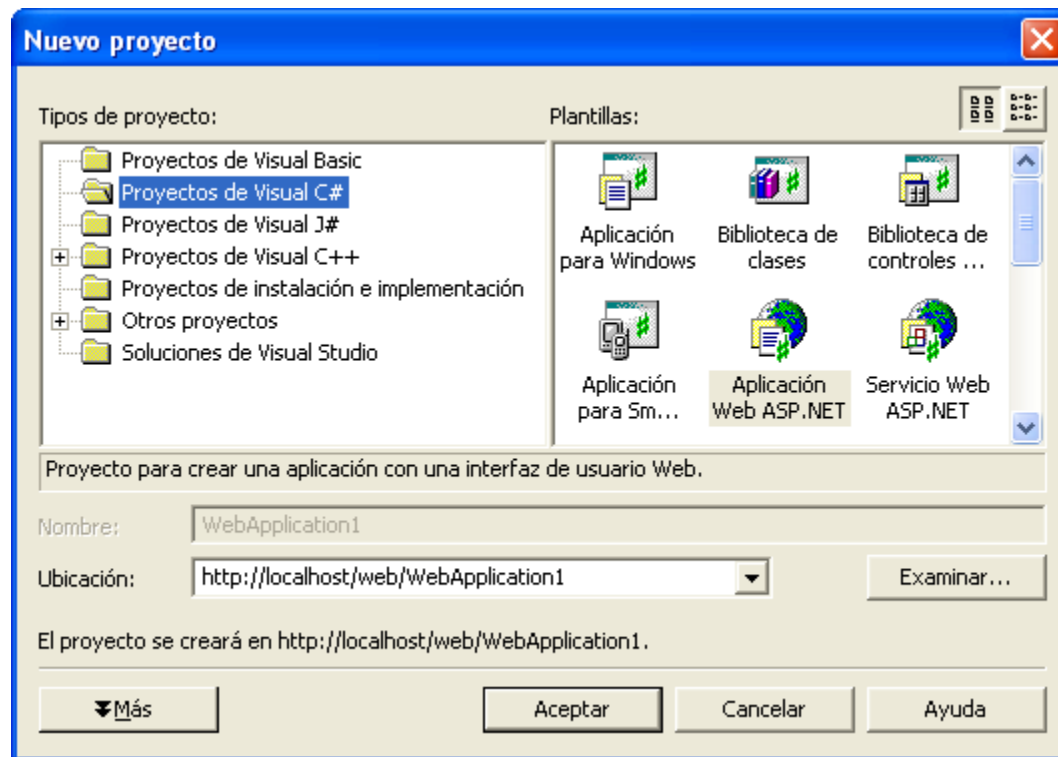 Nuevo proyecto
Tipos de proyecto:
Plantillas:
Proyectos de Visual Basic
Proyectos de Visual C#
Proyectos de Visual J#
Proyectos de Visual C++
Proyectos de instalación e implementación
Otros proyectos
Soluciones de Visual Studio
Aplicación
para Windows
Biblioteca de
clases
Biblioteca de
controles ...
Aplicación
para Sm...
Aplicación
Web ASP.NET
Servicio Web
ASP.NET
Proyecto para crear una aplicación con una interfaz de usuario Web.
Nombre:
WebApplication1
Ubicación:
http://localhost/web/WebApplication1
Examinar...
El proyecto se creará en http://localhost/web/WebApplication1.
Más
Aceptar
Cancelar
Ayuda